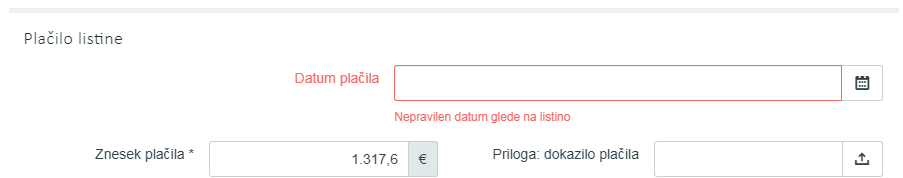 Plačilo listine
Datum plačila
Nepravilen datum glede na listino
Znesek plačila * 1.317,6 € Priloga: dokazilo plačila